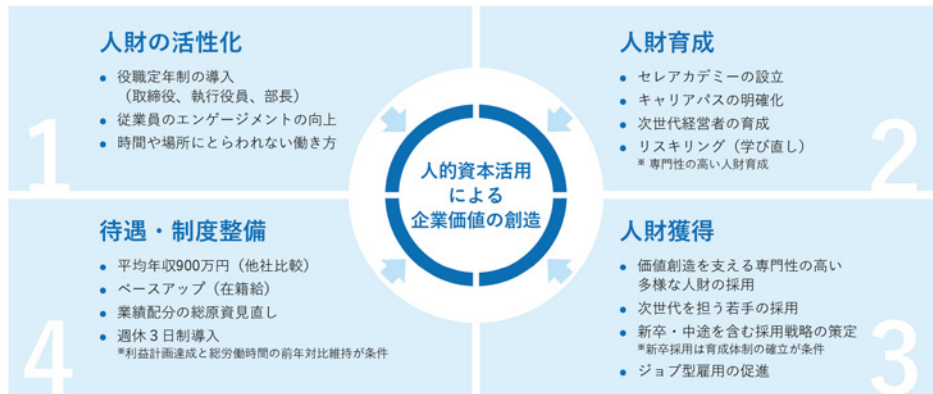 1
人財の活性化
● 役職定年制の導入
（取締役、執行役員、部長）
● 従業員のエンゲージメントの向上
● 時間や場所にとらわれない働き方
2
人財育成
● セレアカデミーの設立
● キャリアパスの明確化
● 次世代経営者の育成
● リスキリング（学び直し）
※ 専門性の高い人財育成
人的資本活用
による
企業価値の創造
3
人財獲得
● 価値創造を支える専門性の高い
多様な人財の採用
● 次世代を担う若手の採用
● 新卒・中途を含む採用戦略の策定
※新卒採用は育成体制の確立が条件
● ジョブ型雇用の促進
4
待遇・制度整備
● 平均年収900万円（他社比較）
● ベースアップ（在籍給）
● 業績配分の総原資見直し
● 週休３日制導入
※利益計画達成と総労働時間の前年対比維持が条件